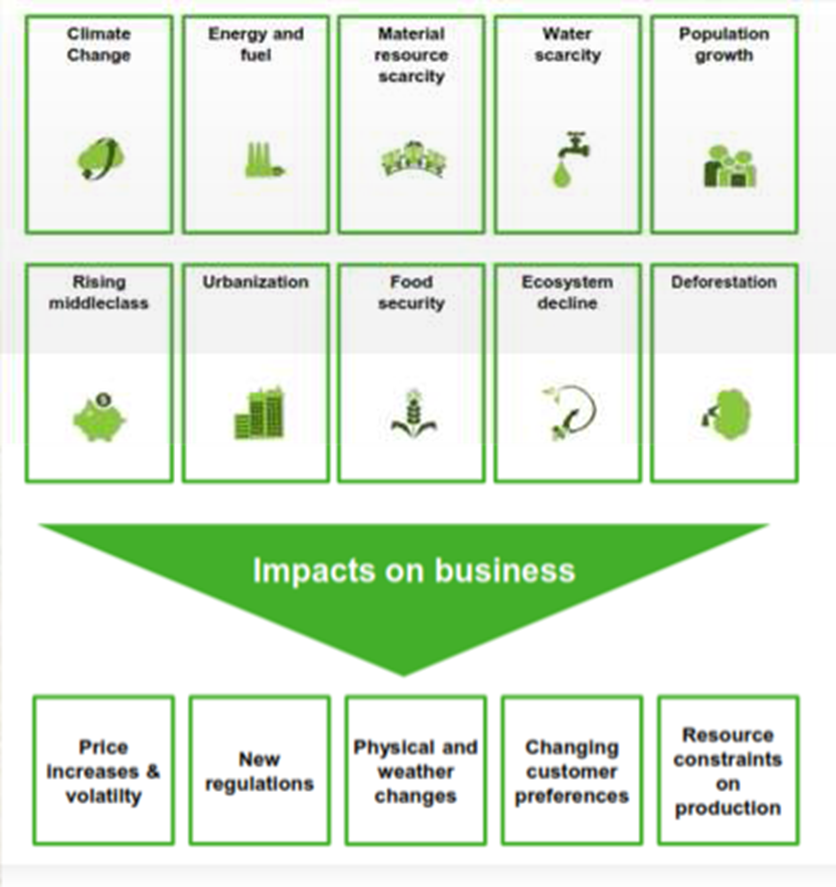 Climate
Change
Energy and
fuel
Material
resource
scarcity
Water
scarcity
Population
growth
Rising
middleclass
Urbanization
Food
security
Ecosystem
decline
Deforestation
Impacts on business
Price
increases &
volatilty
New
regulations
Physical and
weather
changes
Changing
customer
preferences
Resource
constraints
on
production